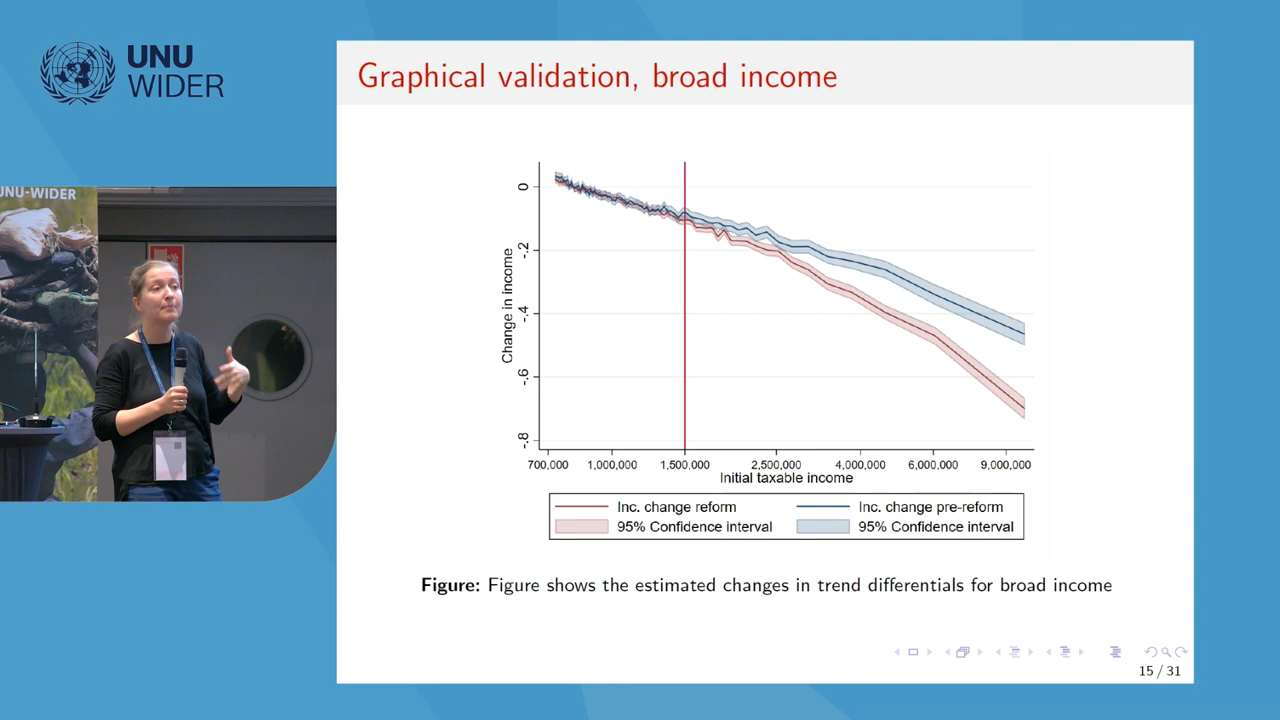 UNU
WIDER
UNU-WIDER
Graphical validation, broad income
Change in income
0
-.2
-.4
-.6
-.8
700,000 1,000,000 1,500,000 2,500,000 4,000,000 6,000,000 9,000,000
Initial taxable income
Inc. change reform Inc. change pre-reform
95% Confidence interval 95% Confidence interval
Figure: Figure shows the estimated changes in trend differentials for broad income
15 / 31